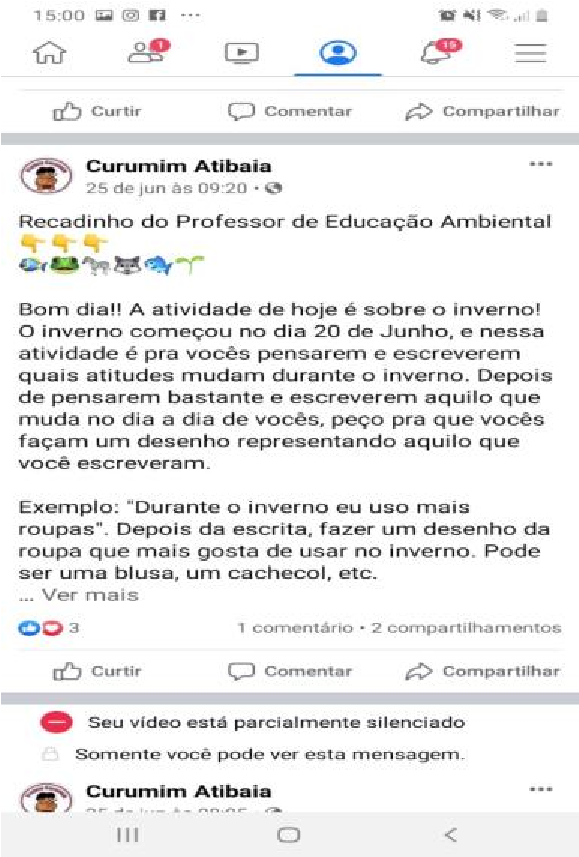 15:00
1
15
Curtir Comentar Compartilhar
Curumim Atibaia
25 de jun às 09:20 •
Recadinho do Professor de Educação Ambiental
Bom dia!! A atividade de hoje é sobre o inverno!
O inverno começou no dia 20 de Junho, e nessa
atividade é pra vocês pensarem e escreverem
quais atitudes mudam durante o inverno. Depois
de pensarem bastante e escreverem aquilo que
muda no dia a dia de vocês, peço pra que vocês
façam um desenho representando aquilo que
você escreveram.
Exemplo: "Durante o inverno eu uso mais
roupas". Depois da escrita, fazer um desenho da
roupa que mais gosta de usar no inverno. Pode
ser uma blusa, um cachecol, etc.
... Ver mais
3 1 comentário • 2 compartilhamentos
Curtir Comentar Compartilhar
Seu vídeo está parcialmente silenciado
Somente você pode ver esta mensagem.
Curumim Atibaia